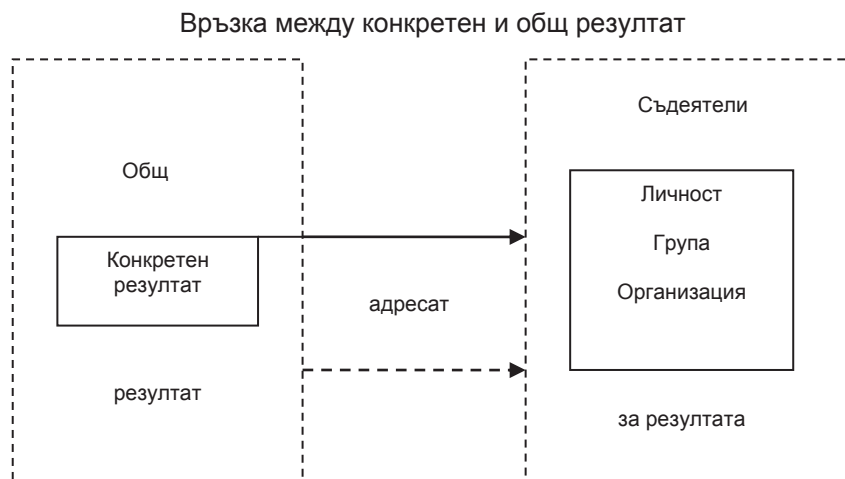 Връзка между конкретен и общ резултат
Съдеятели
Общ
Личност
Група
Конкретен
резултат
Организация
адресат
резултат
за резултата